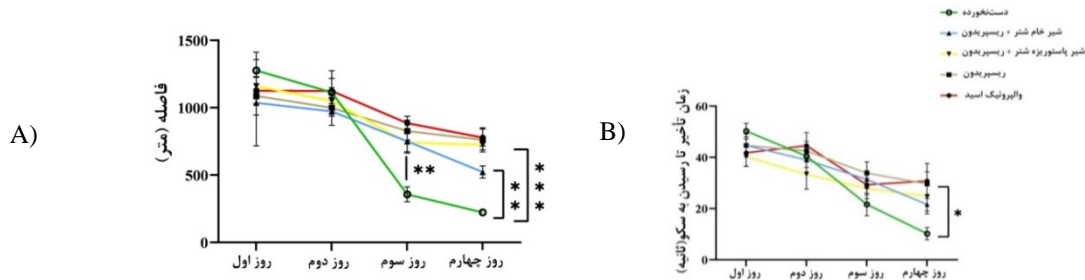 A)
فاصله (متر)
1500
1000
500
0
روز اول
روز دوم
روز سوم
روز چهارم
**
**
***
B)
زمان تأخیر تا رسیدن به سکو(ثانیه)
60
40
20
0
روز اول
روز دوم
روز سوم
روز چهارم
*
دست‌نخورده
شیر خام شتر + ریسپریدون
شیر پاستوریزه شتر + ریسپریدون
ریسپریدون
والپروئیک اسید